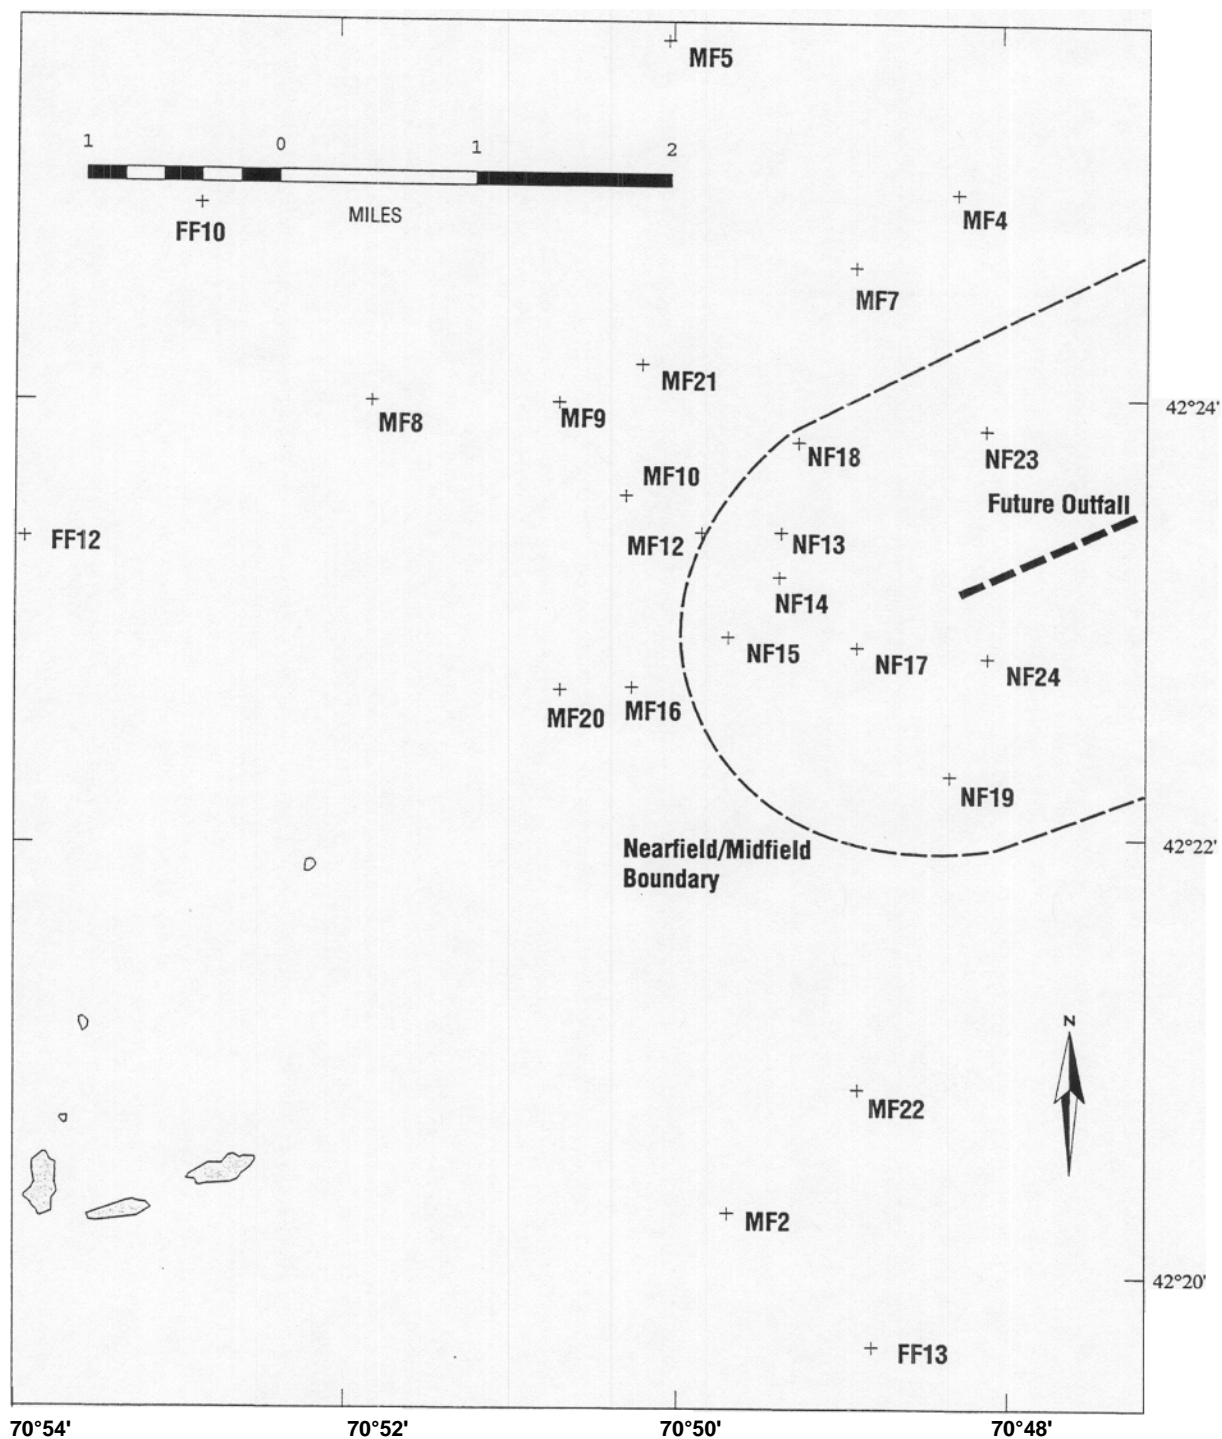 MF5
1 0 1 2
MILES
FF10
MF4
MF7
MF21
MF8
MF9
42°24'
NF18
NF23
MF10
Future Outfall
FF12
MF12
NF13
NF14
NF15
NF17
NF24
MF20
MF16
NF19
Nearfield/Midfield
Boundary
42°22'
N
MF22
MF2
42°20'
FF13
70°54' 70°52' 70°50' 70°48'